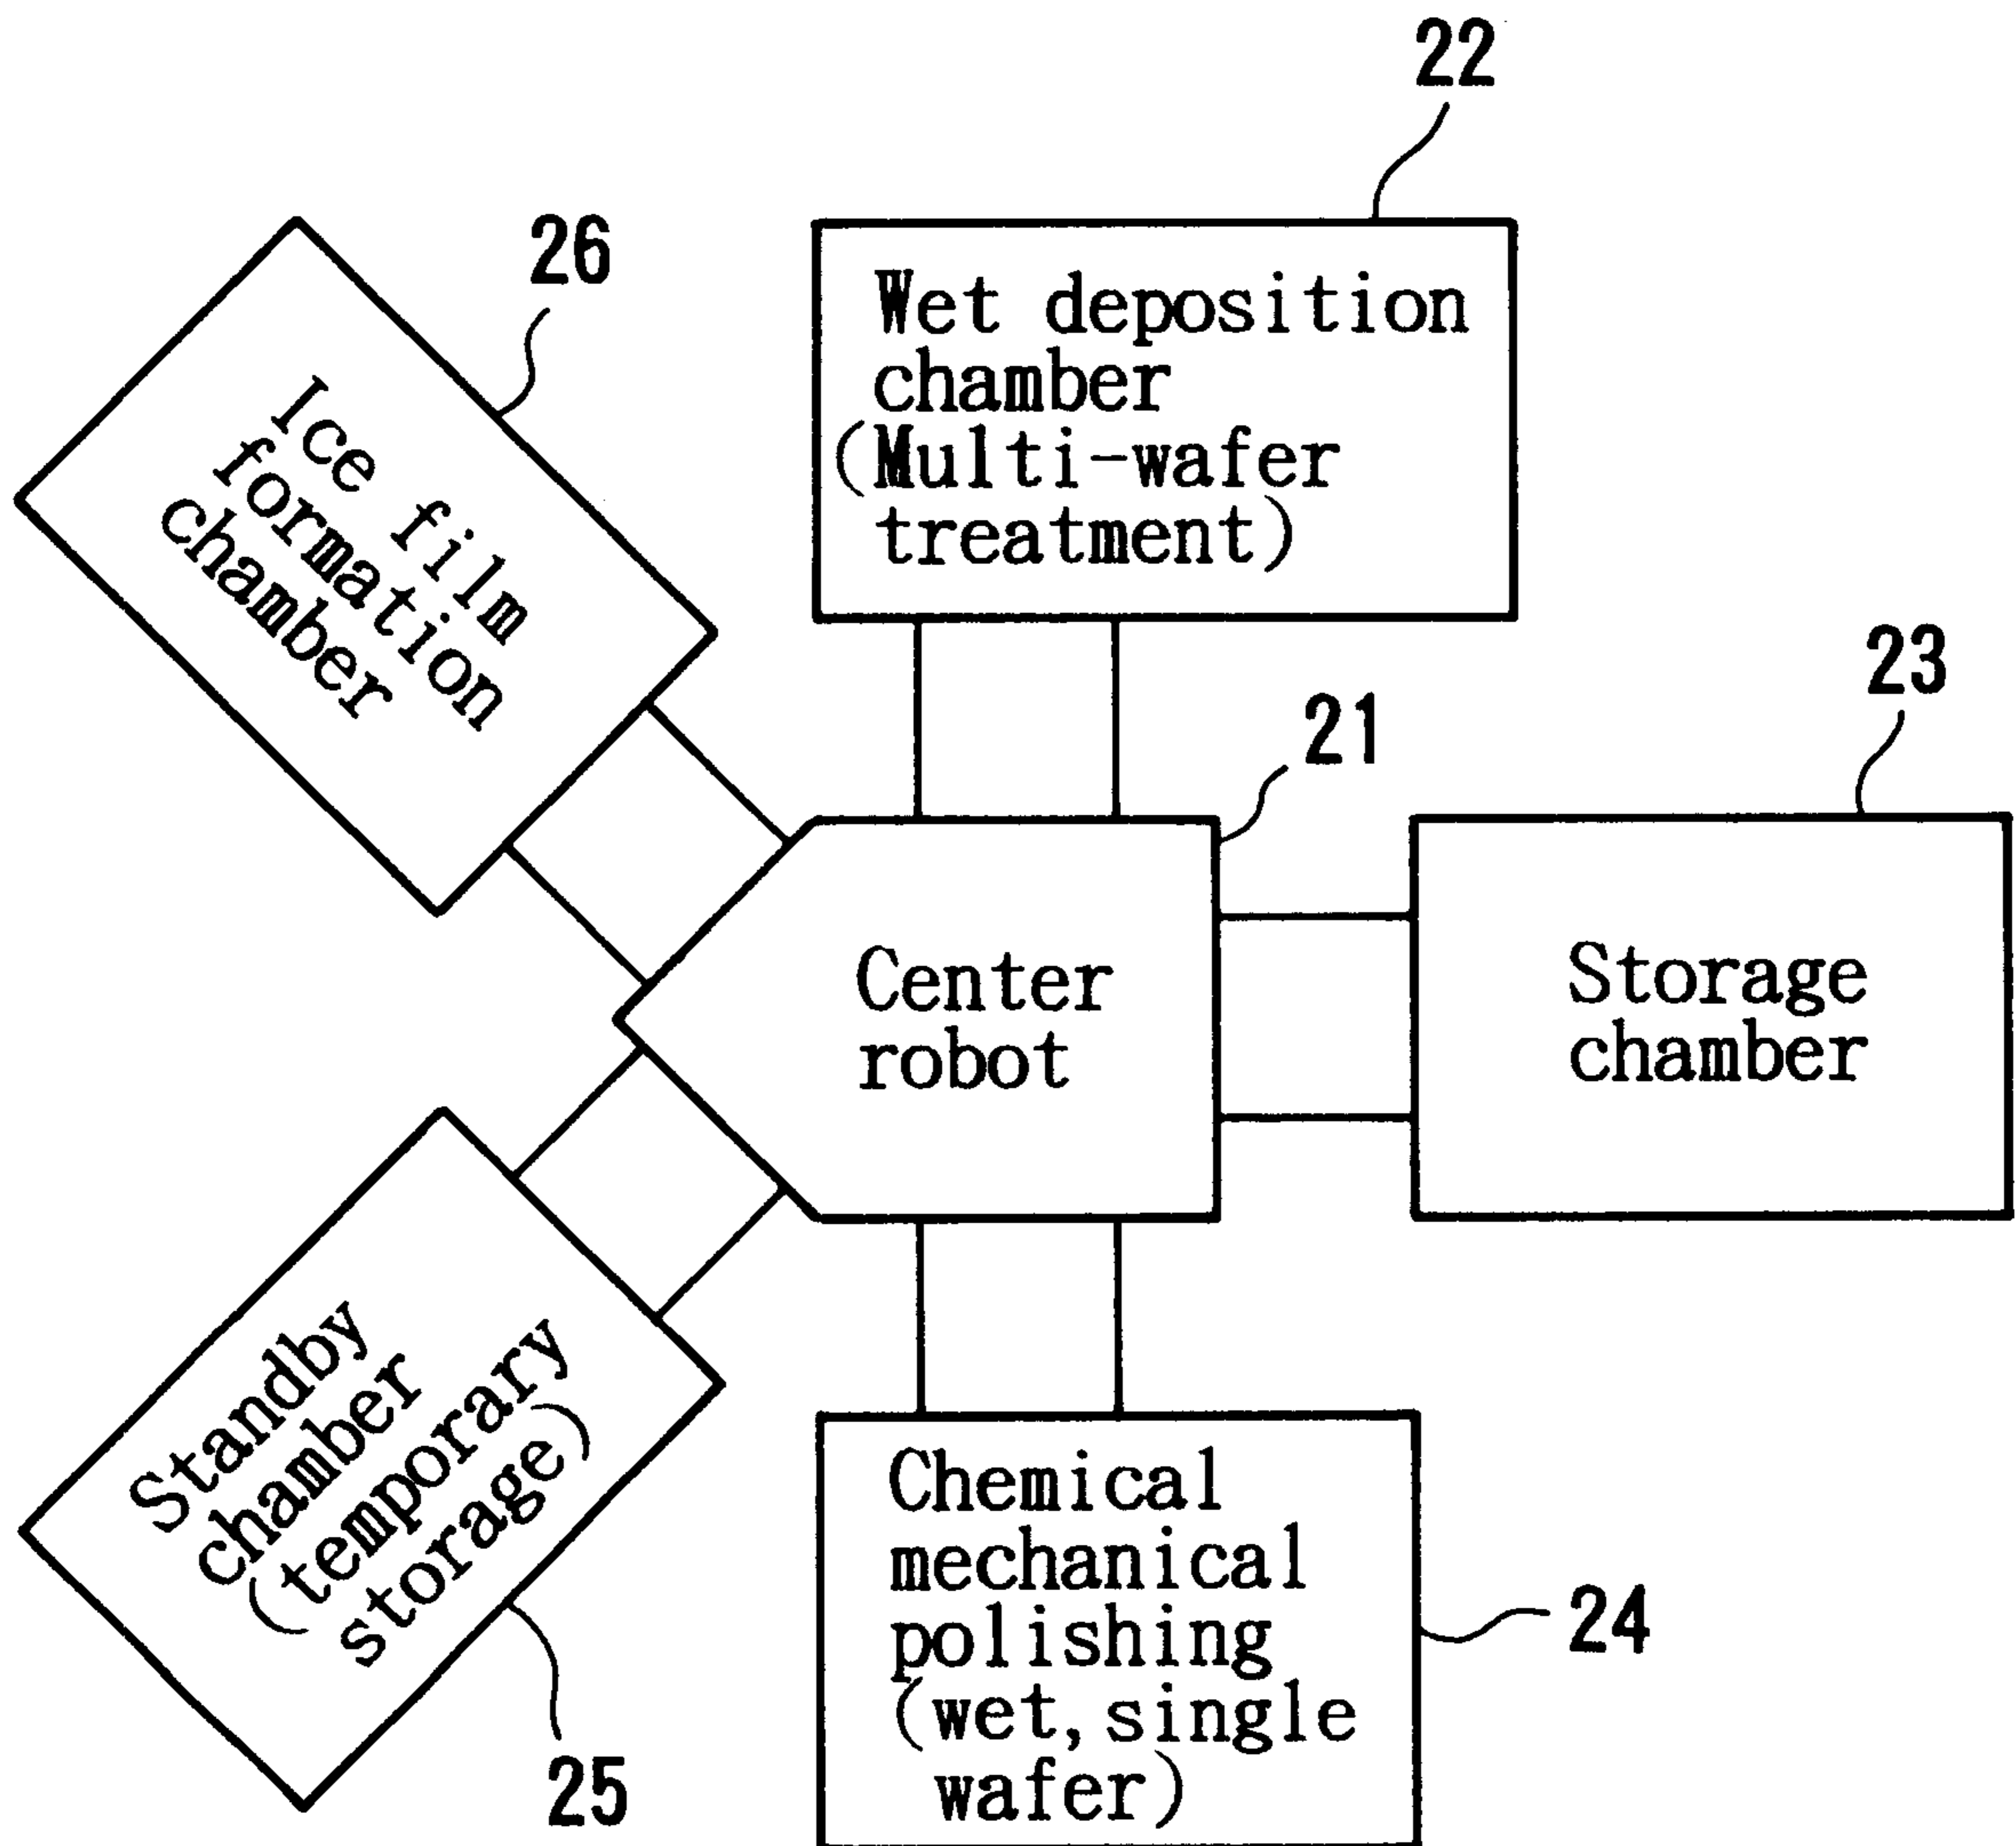 22
26
Wet deposition
chamber
(Multi-wafer
treatment)
Ice film
formation
chamber
23
21
Center
robot
Storage
chamber
Standby
chamber
(temporary
storage)
Chemical
mechanical
polishing
(wet, single
wafer)
24
25